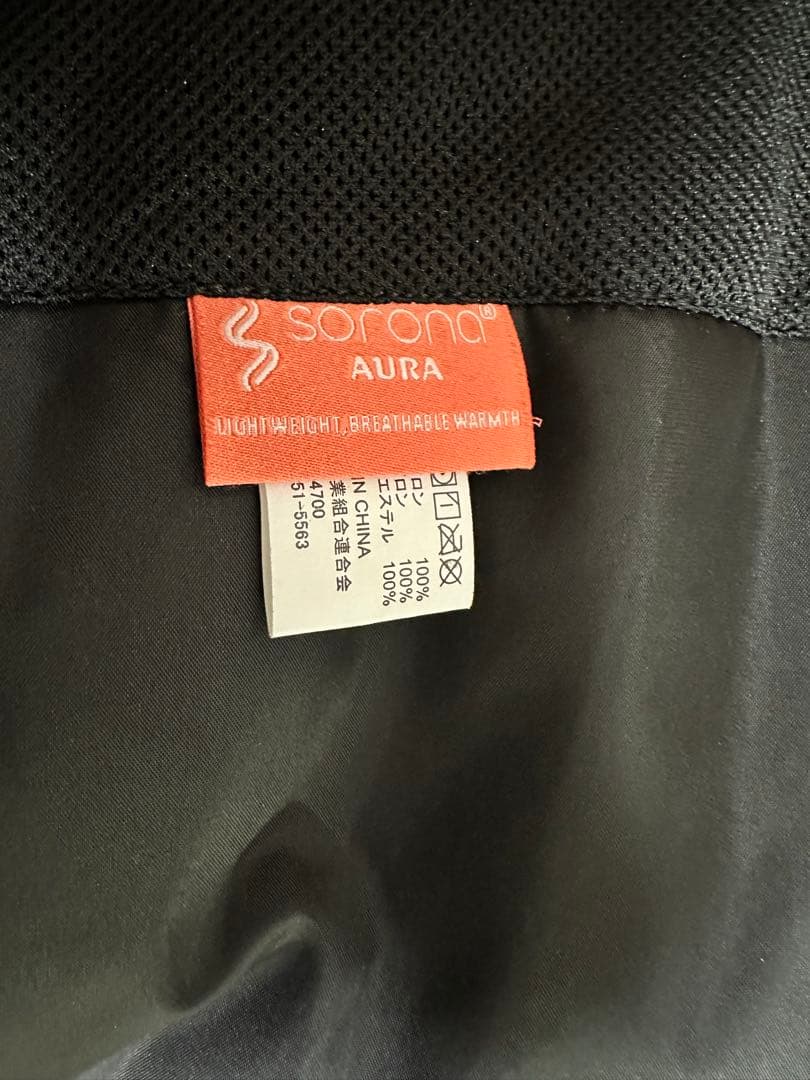 sorona®
AURA
LIGHTWEIGHT, BREATHABLE WARMTH
ロン 100%
ロン 100%
エステル 100%
IN CHINA
業組合連合会
4700
51-5563